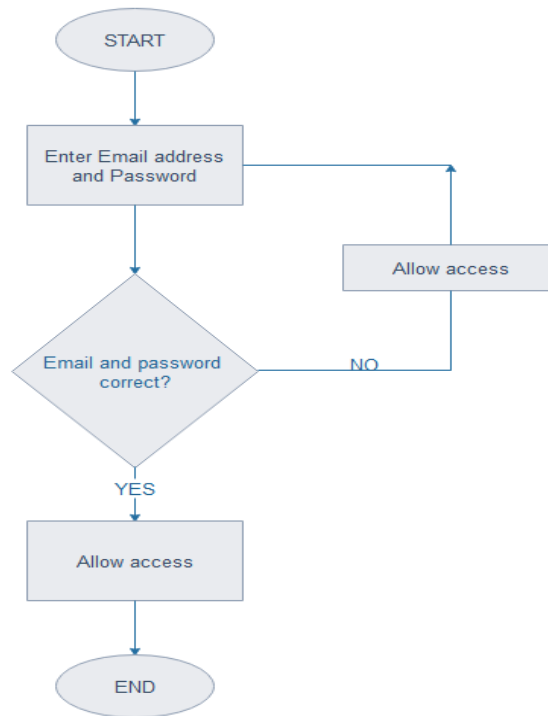 START
Enter Email address
and Password
Allow access
Email and password
correct?
NO
YES
Allow access
END